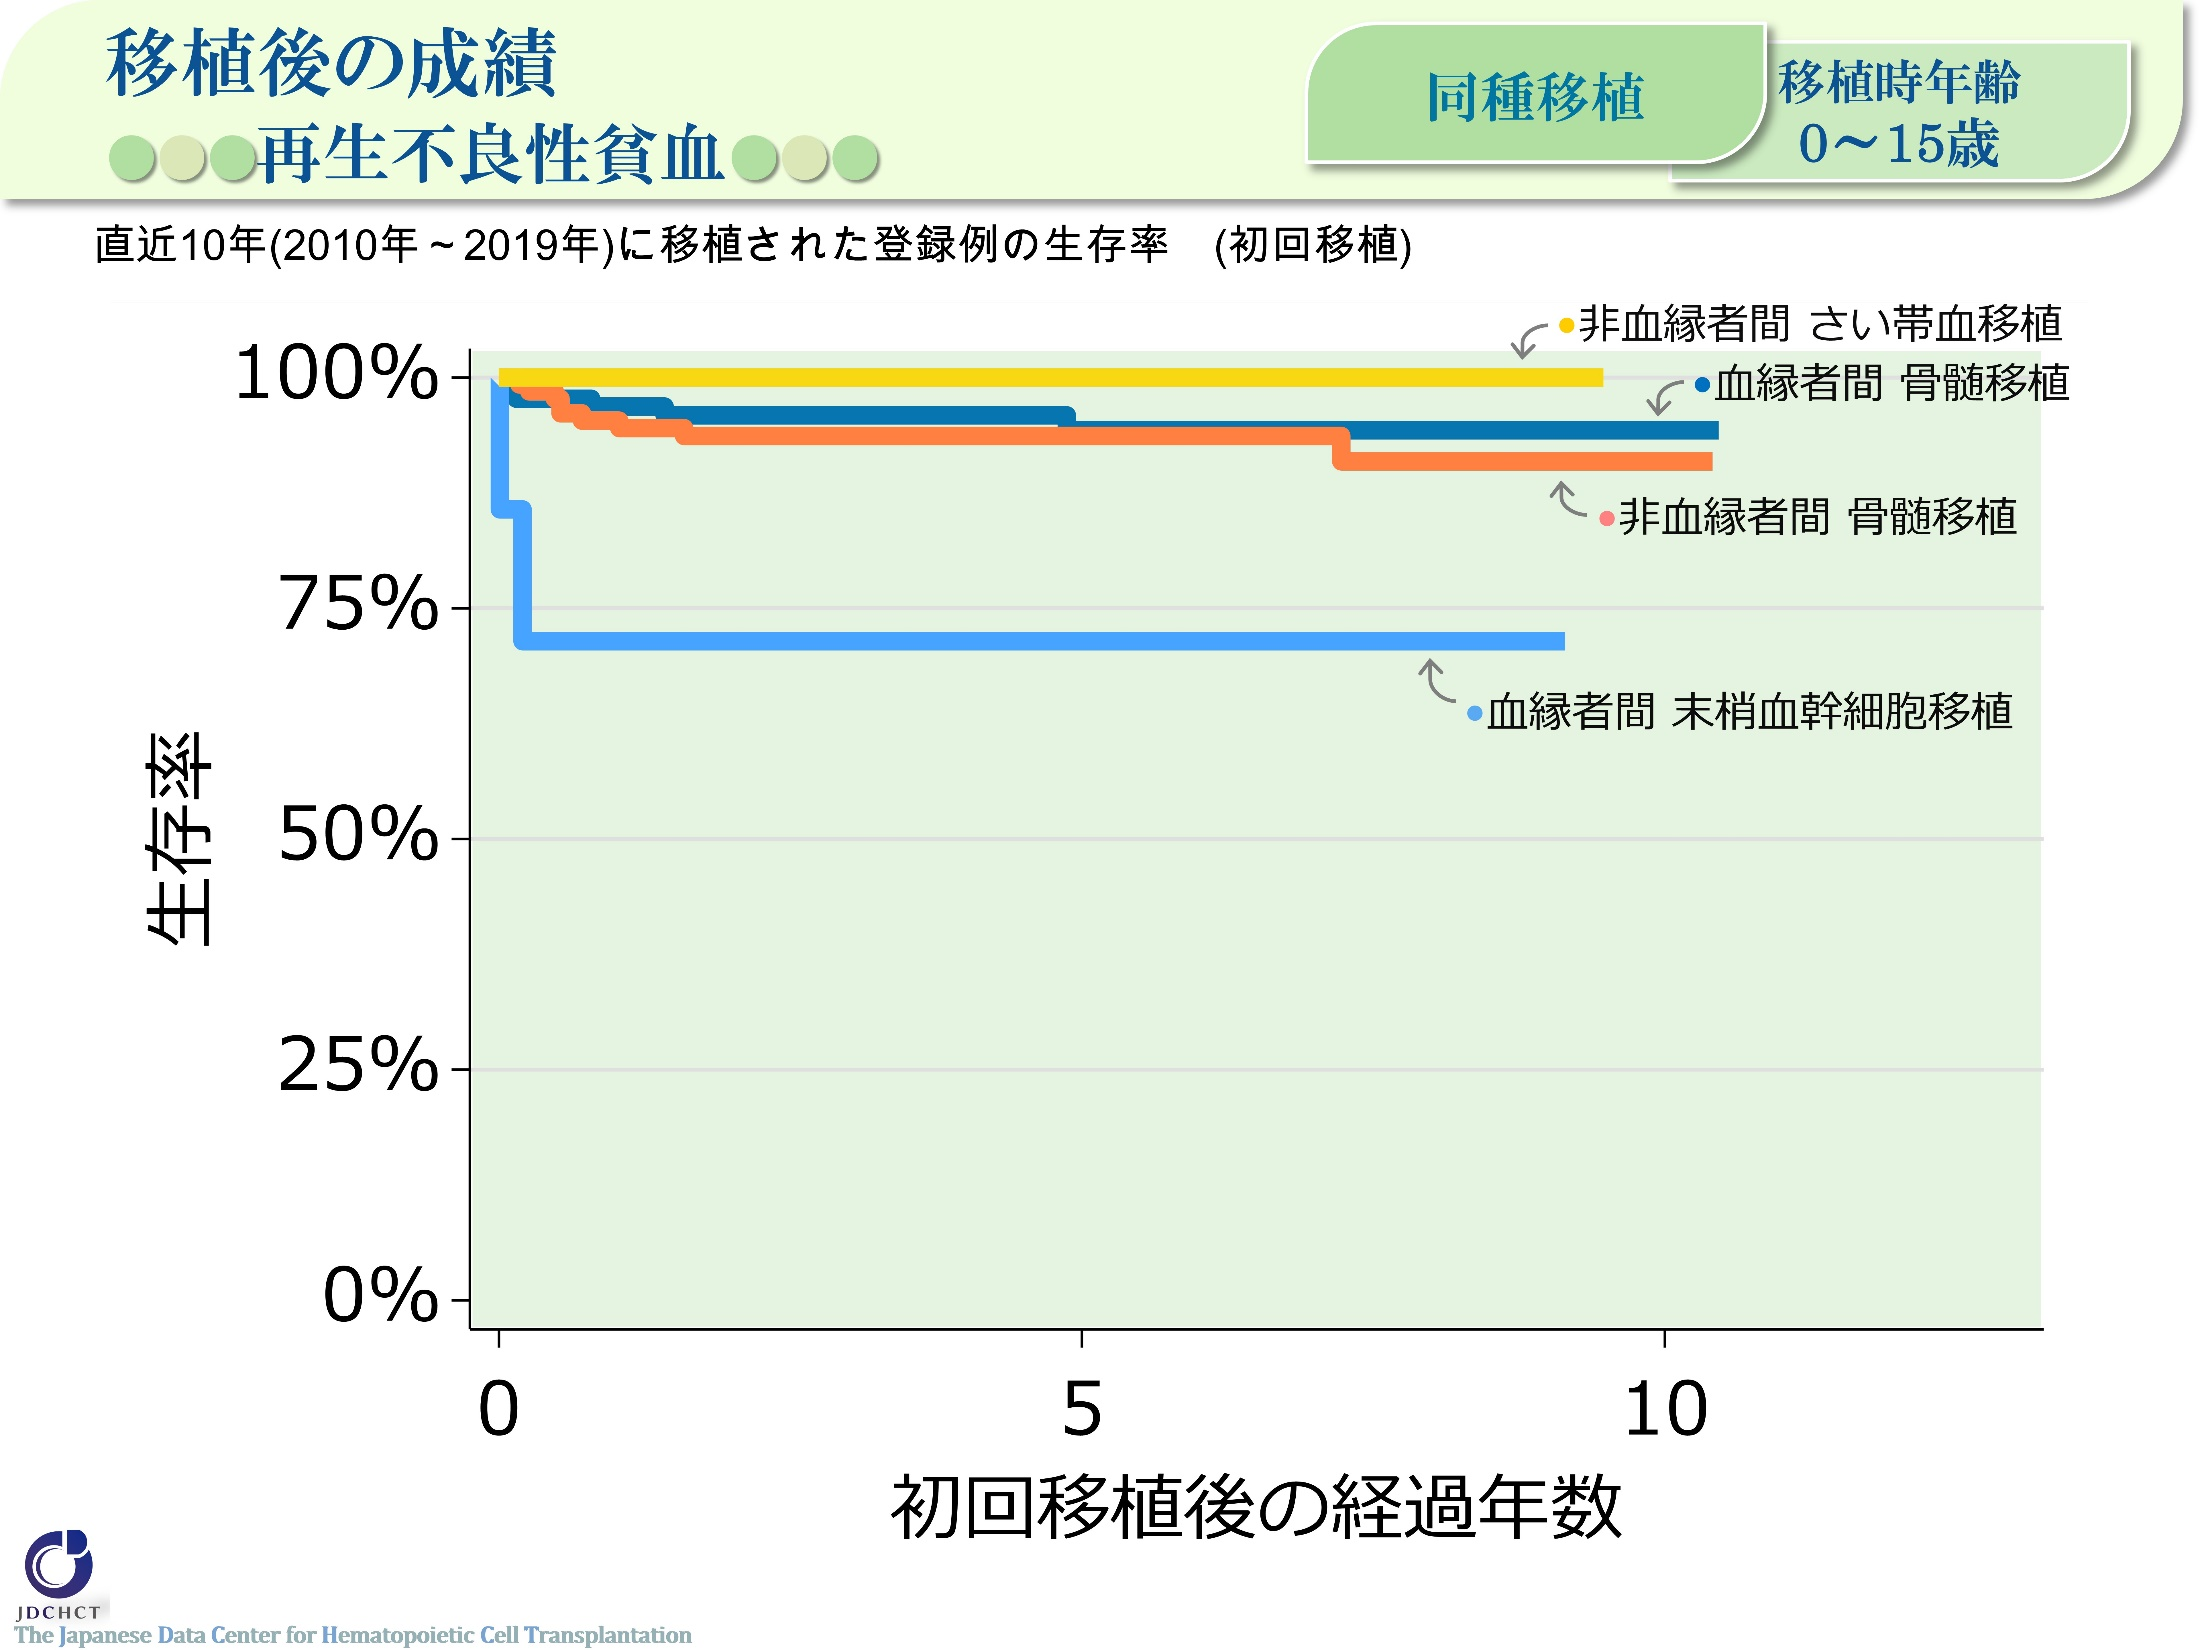 移植後の成績
再生不良性貧血
同種移植
移植時年齢
0～15歳
直近10年(2010年～2019年)に移植された登録例の生存率　(初回移植)
非血縁者間 さい帯血移植
血縁者間 骨髄移植
非血縁者間 骨髄移植
血縁者間 末梢血幹細胞移植
100%
75%
50%
25%
0%
生存率
0
5
10
初回移植後の経過年数
JDCHCT
The Japanese Data Center for Hematopoietic Cell Transplantation